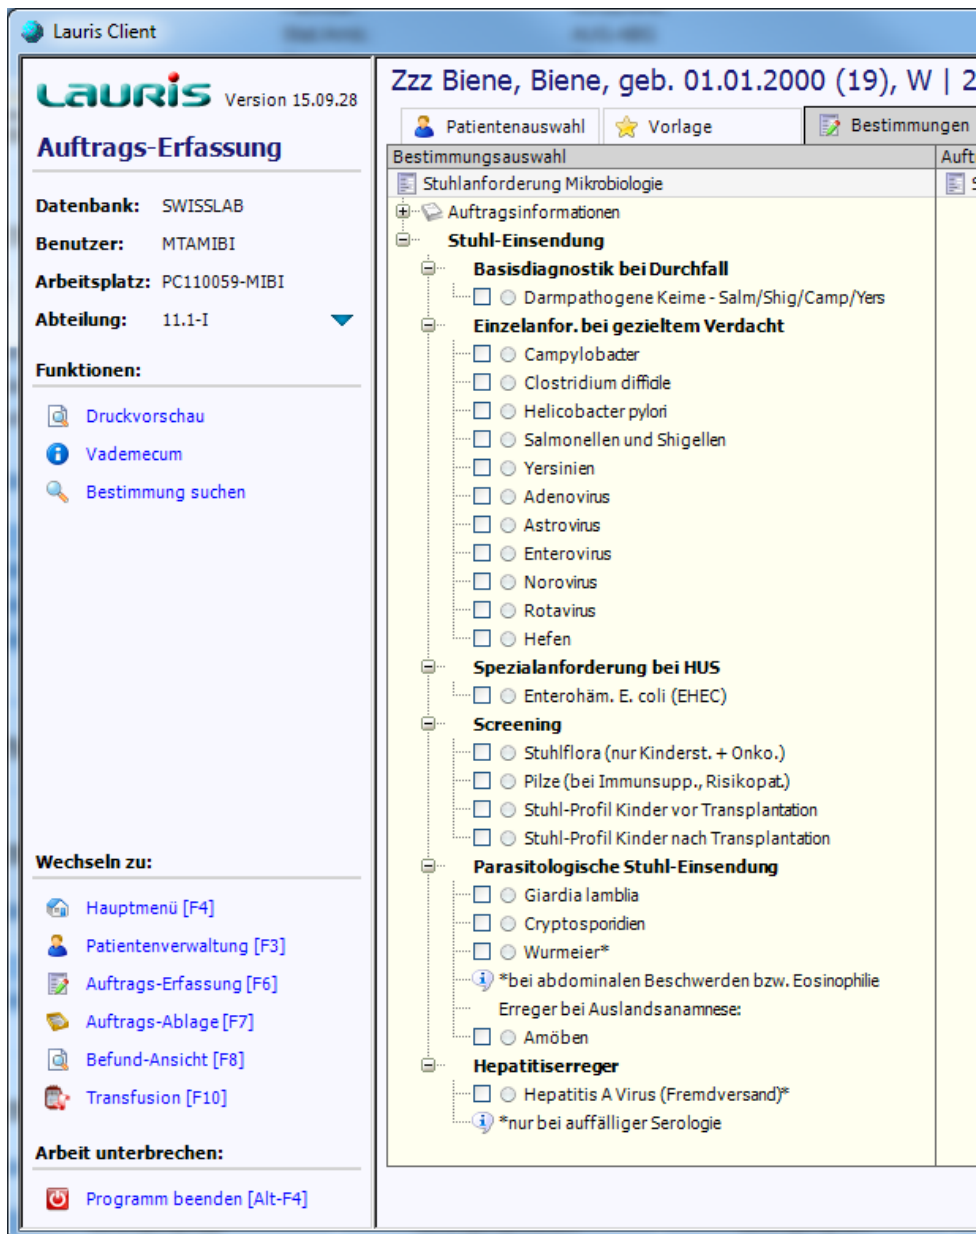 Lauris Client
Lauris Version 15.09.28
Auftrags-Erfassung
Datenbank: SWISSLAB
Benutzer: MTAMIBI
Arbeitsplatz: PC110059-MIBI
Abteilung: 11.1-I
Funktionen:
Druckvorschau
Vademecum
Bestimmung suchen
Wechseln zu:
Hauptmenü [F4]
Patientenverwaltung [F3]
Auftrags-Erfassung [F6]
Auftrags-Ablage [F7]
Befund-Ansicht [F8]
Transfusion [F10]
Arbeit unterbrechen:
Programm beenden [Alt-F4]
Zzz Biene, Biene, geb. 01.01.2000 (19), W | 2
Patientenauswahl Vorlage Bestimmungen
Bestimmungsauswahl Auft
Stuhlanforderung Mikrobiologie S
Auftragsinformationen
Stuhl-Einsendung
Basisdiagnostik bei Durchfall
Darmpathogene Keime - Salm/Shig/Camp/Yers
Einzelanfor. bei gezieltem Verdacht
Campylobacter
Clostridium difficile
Helicobacter pylori
Salmonellen und Shigellen
Yersinien
Adenovirus
Astrovirus
Enterovirus
Norovirus
Rotavirus
Hefen
Spezialanforderung bei HUS
Enterohäm. E. coli (EHEC)
Screening
Stuhlflora (nur Kinderst. + Onko.)
Pilze (bei Immunsupp., Risikopat.)
Stuhl-Profil Kinder vor Transplantation
Stuhl-Profil Kinder nach Transplantation
Parasitologische Stuhl-Einsendung
Giardia lamblia
Cryptosporidien
Wurmeier*
*bei abdominalen Beschwerden bzw. Eosinophilie
Erreger bei Auslandsanamnese:
Amöben
Hepatitiserreger
Hepatitis A Virus (Fremdversand)*
*nur bei auffälliger Serologie